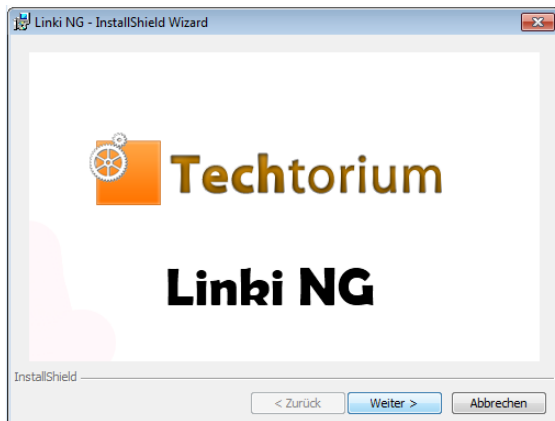 Linki NG - InstallShield Wizard
Techtorium
Linki NG
InstallShield
< Zurück
Weiter >
Abbrechen